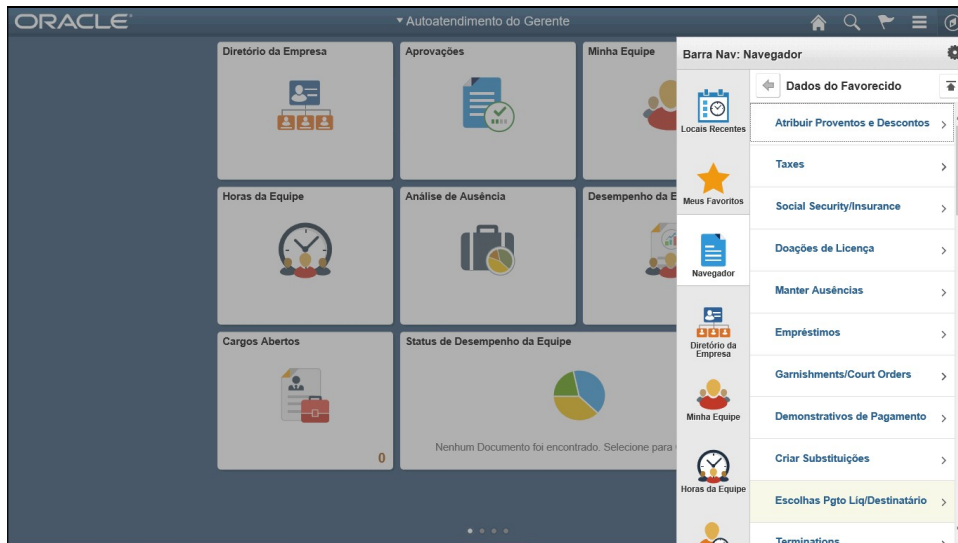 ORACLE
Autoatendimento do Gerente
Diretório da Empresa
Aprovações
Minha Equipe
Horas da Equipe
Análise de Ausência
Desempenho da E
Cargos Abertos
0
Status de Desempenho da Equipe
Nenhum Documento foi encontrado. Selecione para
Barra Nav: Navegador
Locais Recentes
Meus Favoritos
Navegador
Diretório da
Empresa
Minha Equipe
Horas da Equipe
Dados do Favorecido
Atribuir Proventos e Descontos
Taxes
Social Security/Insurance
Doações de Licença
Manter Ausências
Empréstimos
Garnishments/Court Orders
Demonstrativos de Pagamento
Criar Substituições
Escolhas Pgto Líq/Destinatário
Terminations